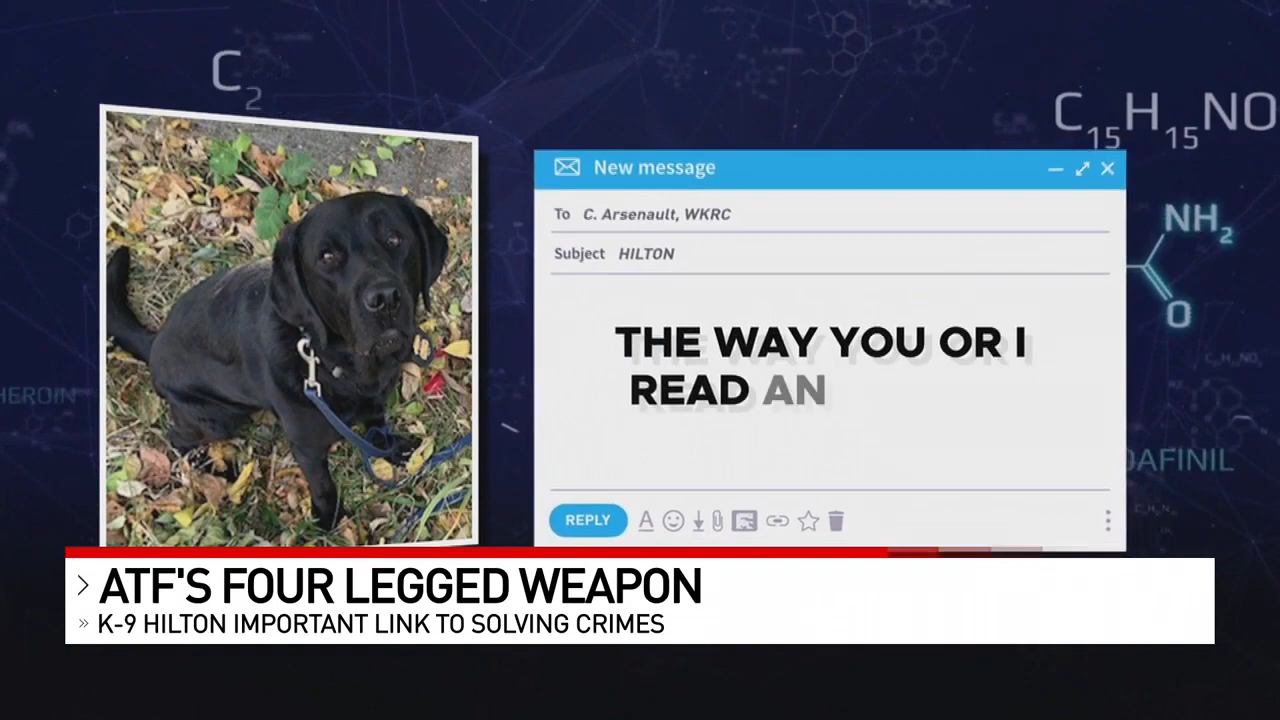 C2
C15H15NO
New message
To C. Arsenault, WKRC
NH2
Subject HILTON
O
THE WAY YOU OR I
READ AN
HEROIN
DAFINIL
REPLY
ATF'S FOUR LEGGED WEAPON
K-9 HILTON IMPORTANT LINK TO SOLVING CRIMES